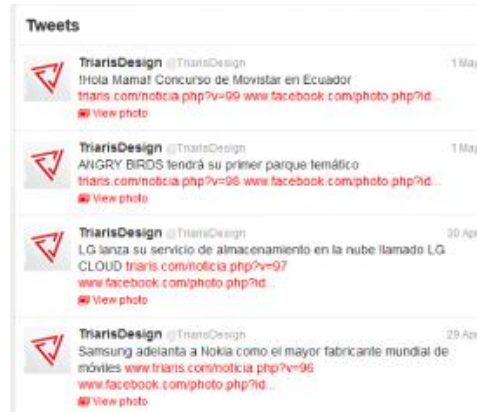 Tweets
TriarisDesign @TriarisDesign 1 May
!Hola Mama! Concurso de Movistar en Ecuador
triaris.com/noticia.php?v=99 www.facebook.com/photo.php?id...
View photo
TriarisDesign @TriarisDesign 1 May
ANGRY BIRDS tendrá su primer parque temático
triaris.com/noticia.php?v=98 www.facebook.com/photo.php?id...
View photo
TriarisDesign @TriarisDesign 30 Apr
LG lanza su servicio de almacenamiento en la nube llamado LG
CLOUD triaris.com/noticia.php?v=97
www.facebook.com/photo.php?id...
View photo
TriarisDesign @TriarisDesign 29 Apr
Samsung adelanta a Nokia como el mayor fabricante mundial de
móviles www.triaris.com/noticia.php?v=96
www.facebook.com/photo.php?id...
View photo